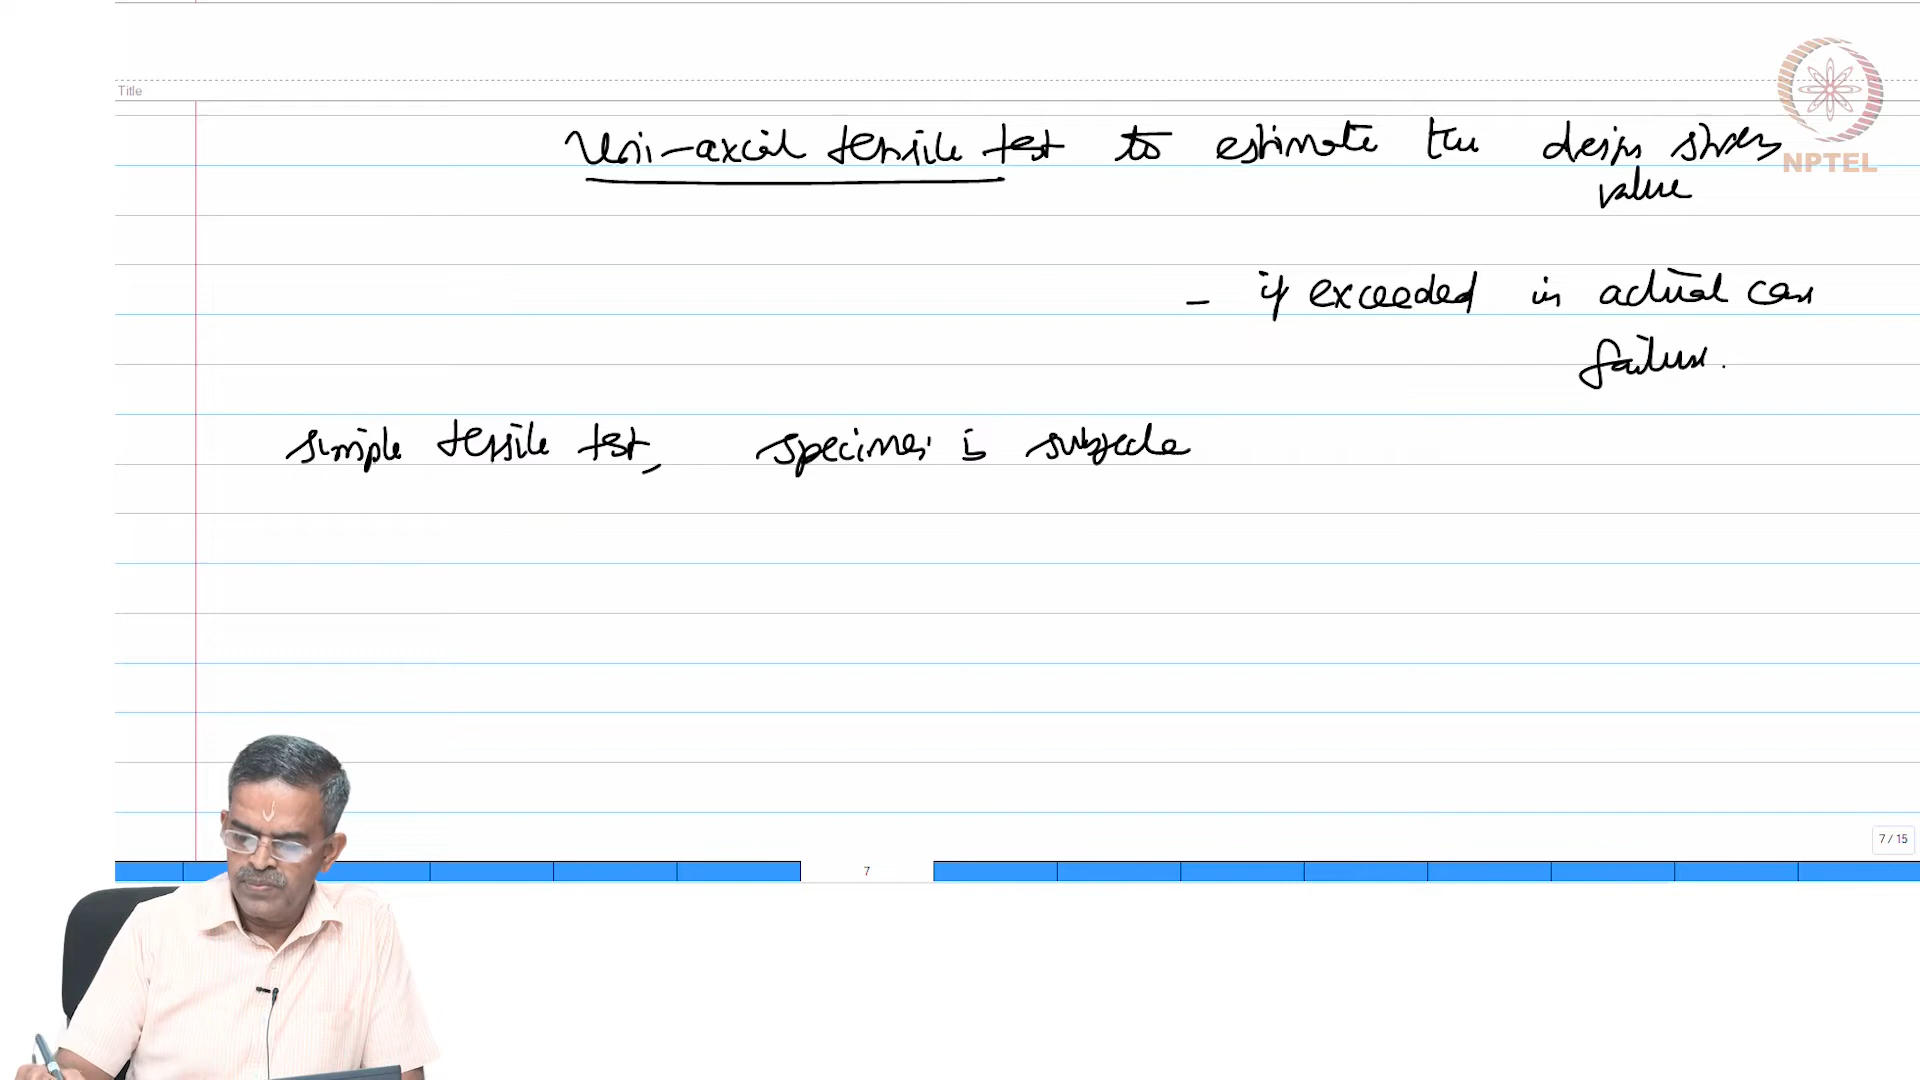 Title
Uni-axial tensile test to estimate the design stress
value
NPTEL
- if exceeded in actual case
failure.
simple tensile test, specimen is subjecte
7 / 15
7